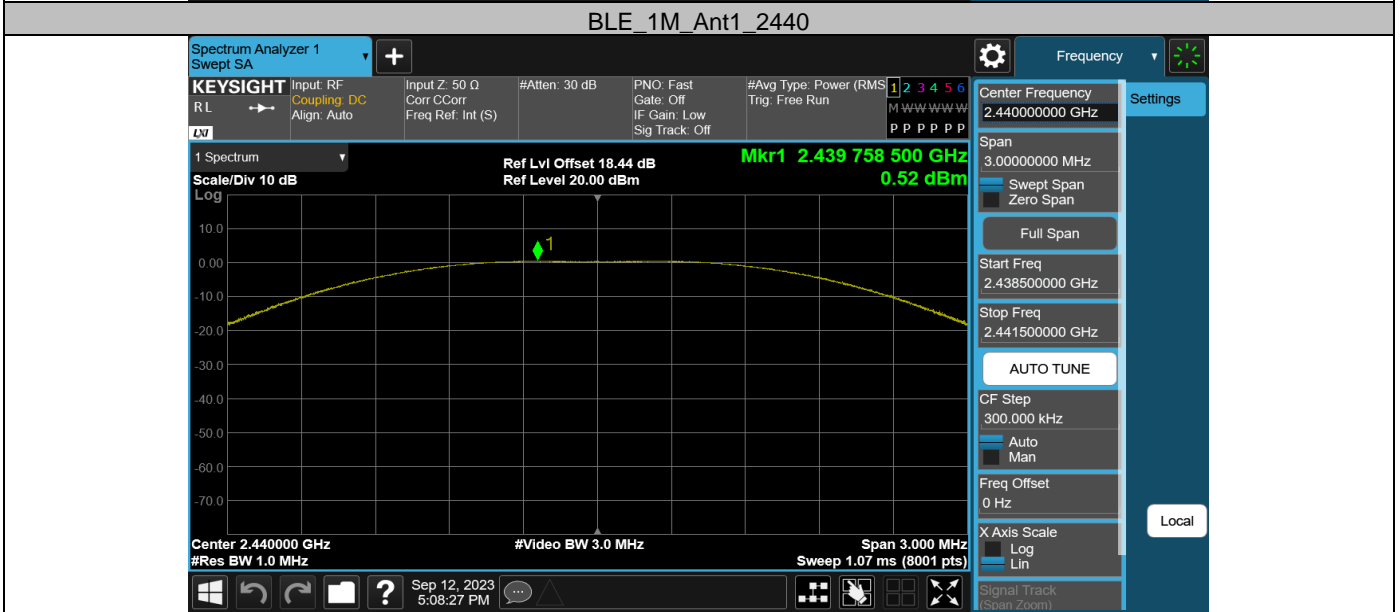 BLE_1M_Ant1_2440
Spectrum Analyzer 1
Swept SA
+
Frequency
KEYSIGHT
RL
LXI
Input: RF
Coupling: DC
Align: Auto
Input Z: 50 Ω
Corr CCorr
Freq Ref: Int (S)
#Atten: 30 dB
PNO: Fast
Gate: Off
IF Gain: Low
Sig Track: Off
#Avg Type: Power (RMS
Trig: Free Run
1 2 3 4 5 6
M W W W W W
P P P P P P
1 Spectrum
Scale/Div 10 dB
Ref Lvl Offset 18.44 dB
Ref Level 20.00 dBm
Mkr1 2.439 758 500 GHz
0.52 dBm
Log
10.0
0.00
-10.0
-20.0
-30.0
-40.0
-50.0
-60.0
-70.0
1
Center 2.440000 GHz
#Res BW 1.0 MHz
#Video BW 3.0 MHz
Span 3.000 MHz
Sweep 1.07 ms (8001 pts)
Center Frequency
2.440000000 GHz
Settings
Span
3.00000000 MHz
Swept Span
Zero Span
Full Span
Start Freq
2.438500000 GHz
Stop Freq
2.441500000 GHz
AUTO TUNE
CF Step
300.000 kHz
Auto
Man
Freq Offset
0 Hz
X Axis Scale
Log
Lin
Signal Track
(Span Zoom)
Local
?
Sep 12, 2023
5:08:27 PM